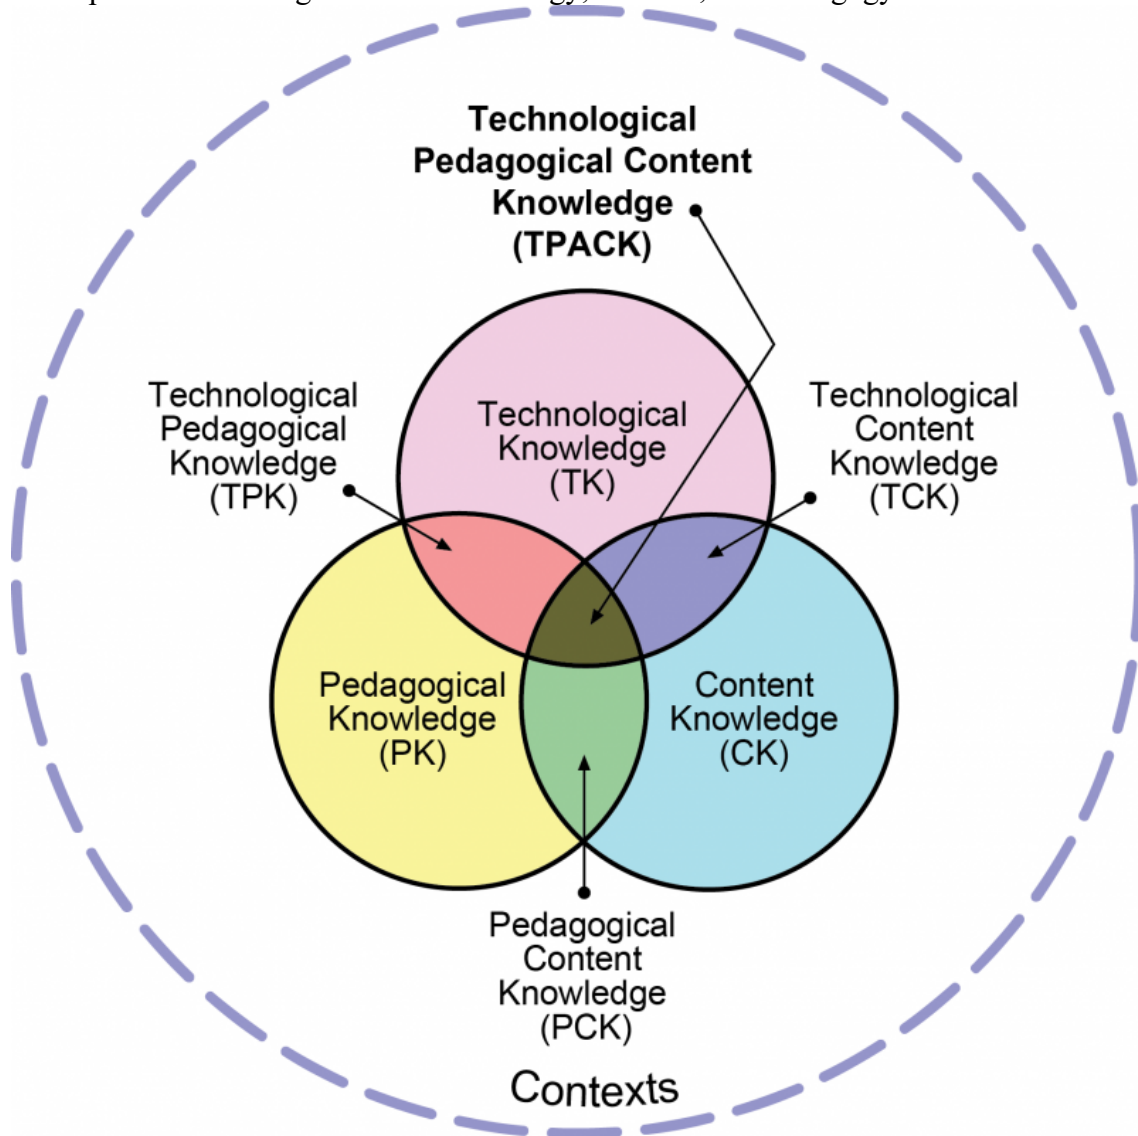 Technological
Pedagogical Content
Knowledge
(TPACK)
Technological
Pedagogical
Knowledge
(TPK)
Technological
Knowledge
(TK)
Technological
Content
Knowledge
(TCK)
Pedagogical
Knowledge
(PK)
Content
Knowledge
(CK)
Pedagogical
Content
Knowledge
(PCK)
Contexts